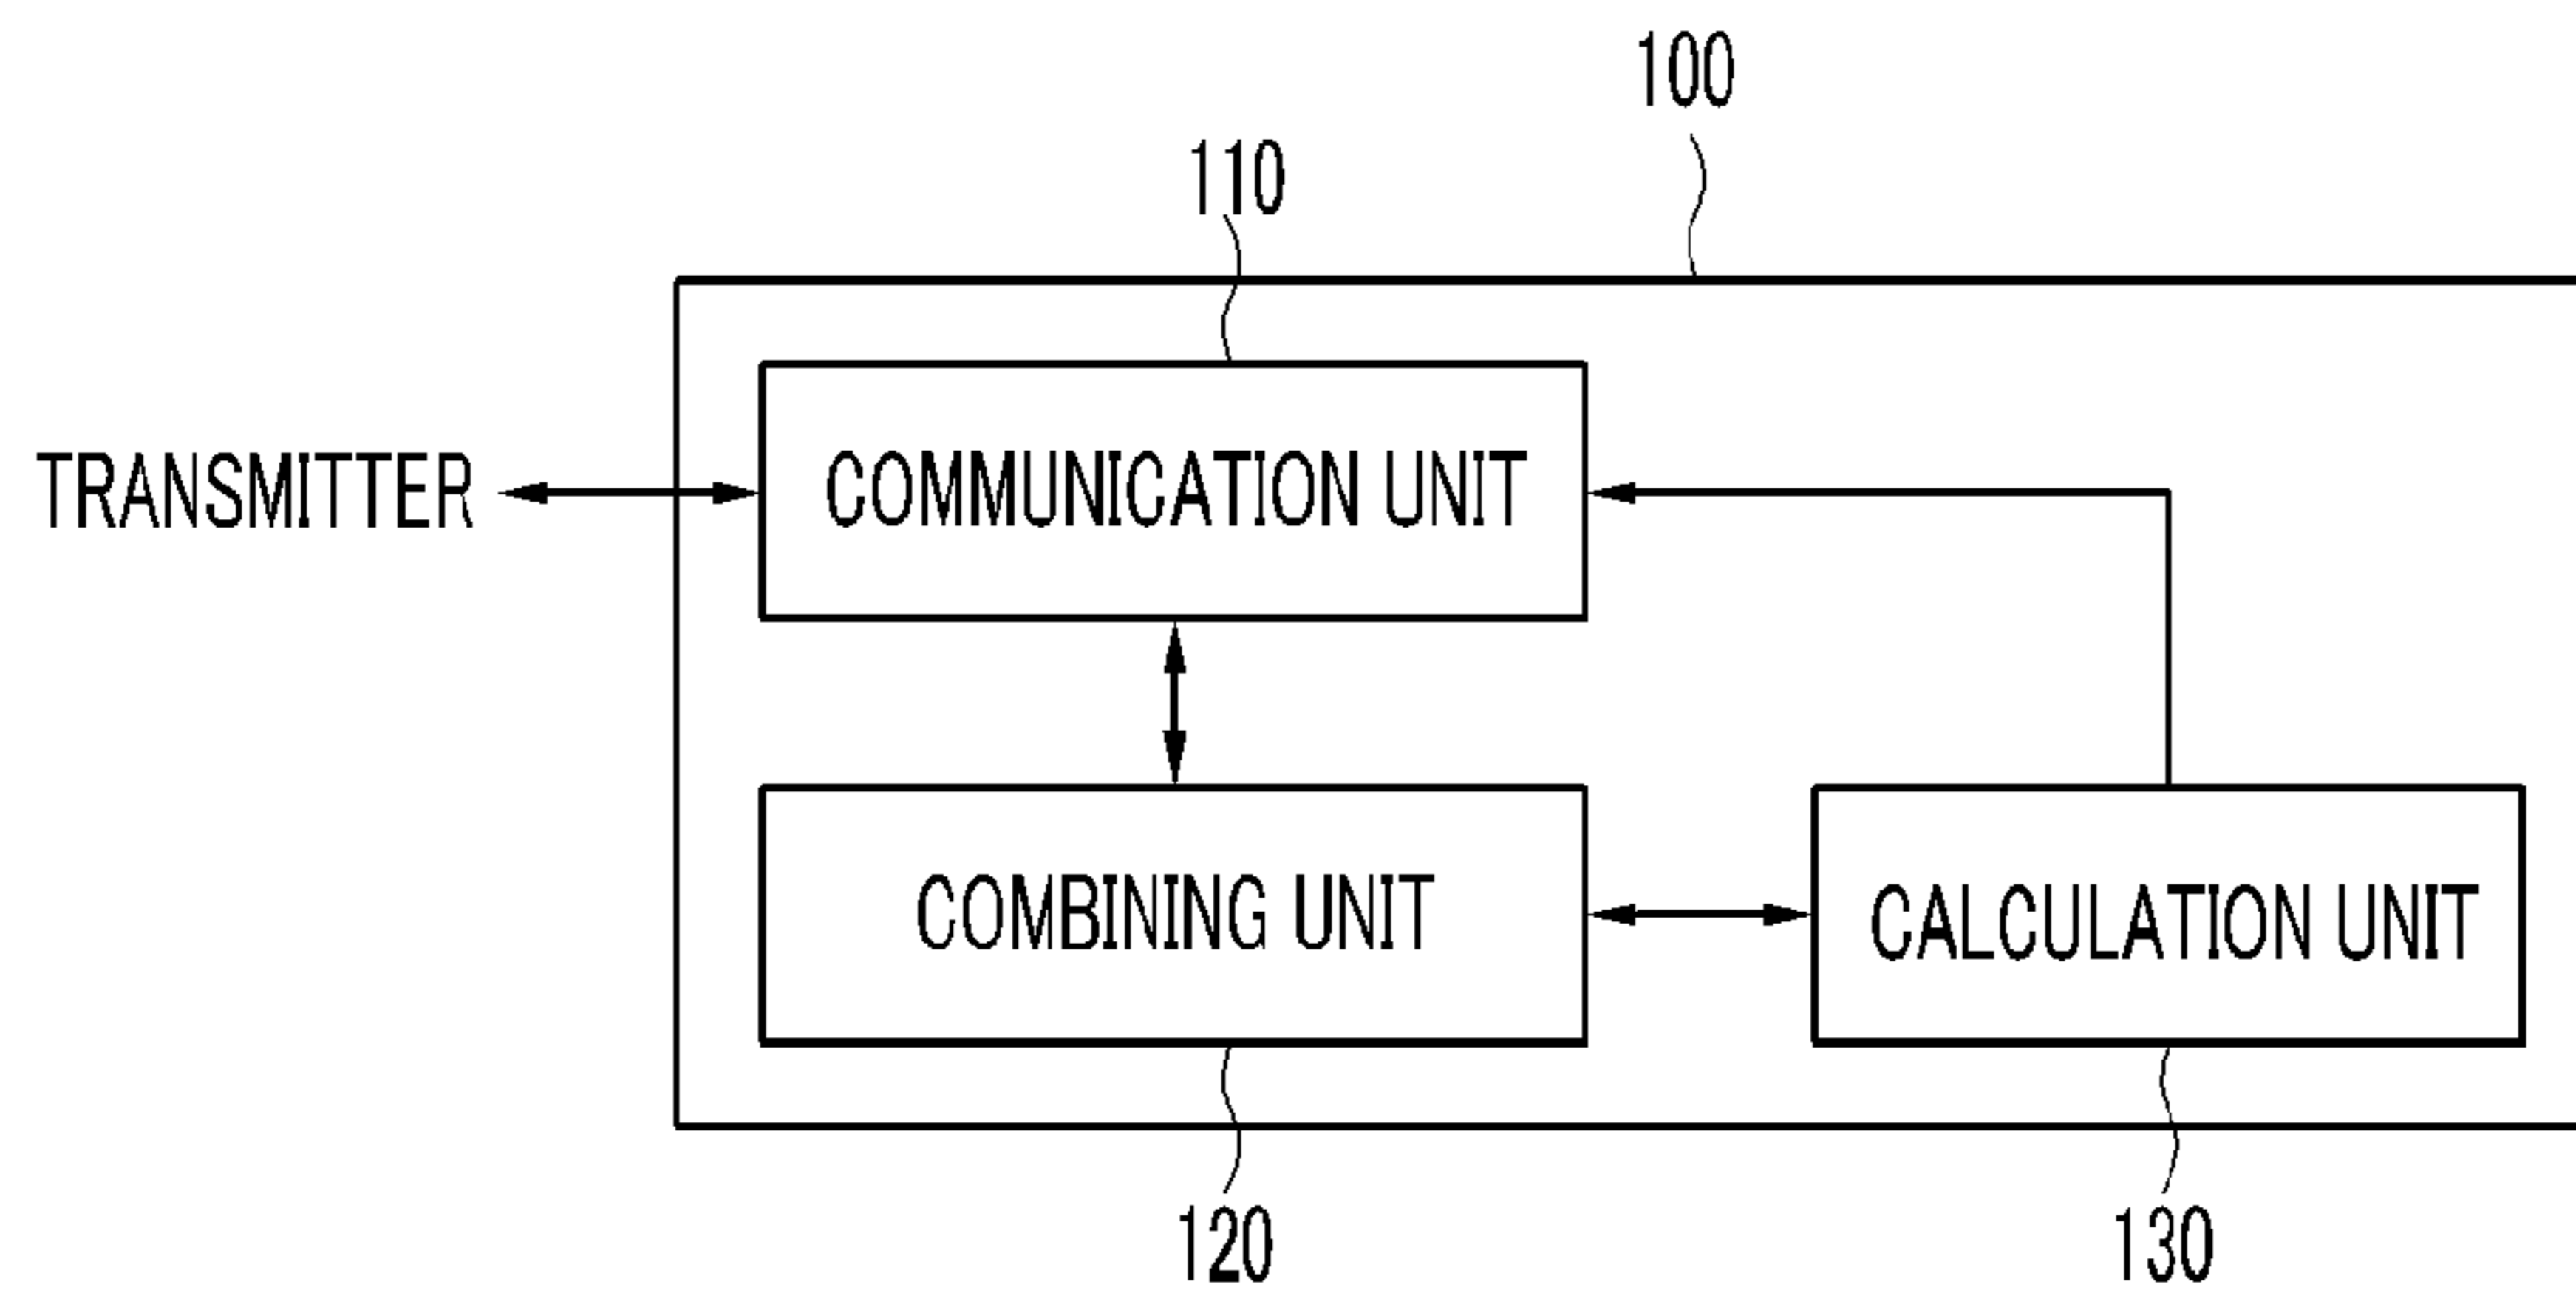 100
110
TRANSMITTER
COMMUNICATION UNIT
COMBINING UNIT
CALCULATION UNIT
120
130